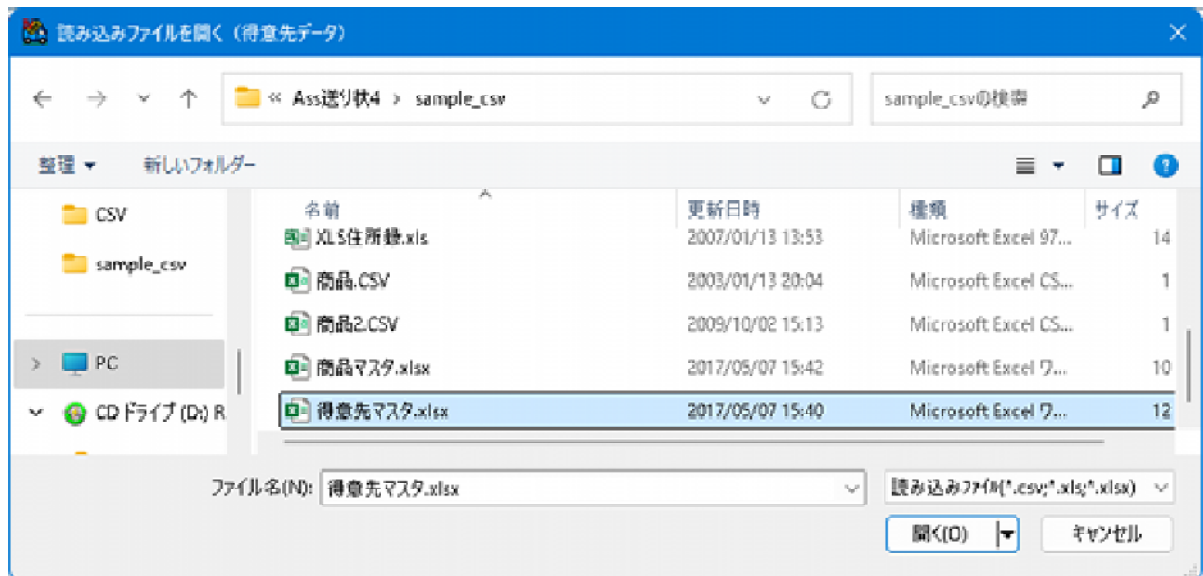 読み込みファイルを開く（得意先データ）
« Ass送り状4 > sample_csv
sample_csvの検索
整理
新しいフォルダー
CSV
sample_csv
PC
CD ドライブ (D:) R
名前 更新日時 種類 サイズ
XLS住所録.xls 2007/01/13 13:53 Microsoft Excel 97... 14
商品.CSV 2003/01/13 20:04 Microsoft Excel CS... 1
商品2.CSV 2009/10/02 15:13 Microsoft Excel CS... 1
商品マスタ.xlsx 2017/05/07 15:42 Microsoft Excel ワ... 10
得意先マスタ.xlsx 2017/05/07 15:40 Microsoft Excel ワ... 12
ファイル名(N): 得意先マスタ.xlsx
読み込みファイル(*.csv;*.xls;*.xlsx)
開く(O)
キャンセル